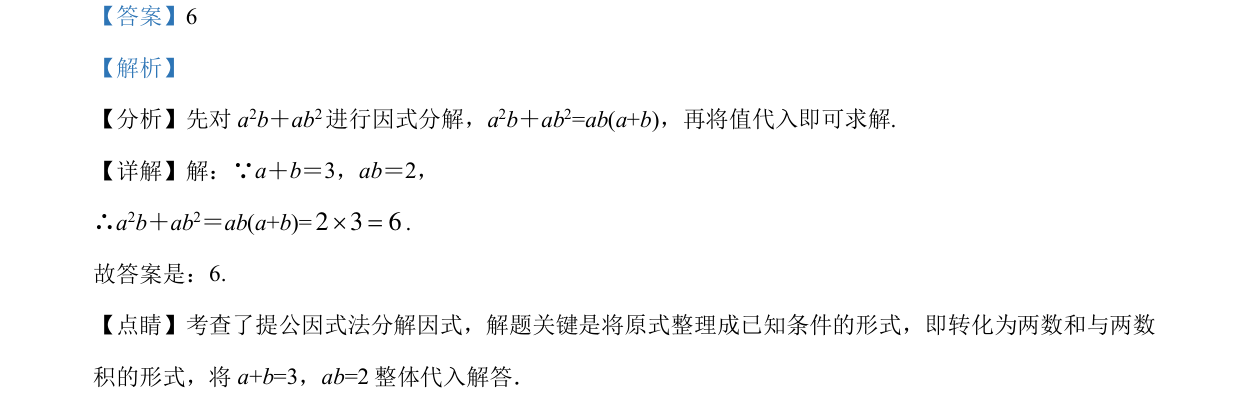 【答案】6
【解析】
【分析】先对 a²b＋ab² 进行因式分解，a²b＋ab²=ab(a+b)，再将值代入即可求解.
【详解】解：∵a＋b＝3，ab＝2，
∴a²b＋ab²＝ab(a+b)=2×3=6.
故答案是：6.
【点睛】考查了提公因式法分解因式，解题关键是将原式整理成已知条件的形式，即转化为两数和与两数
积的形式，将 a+b=3，ab=2 整体代入解答．